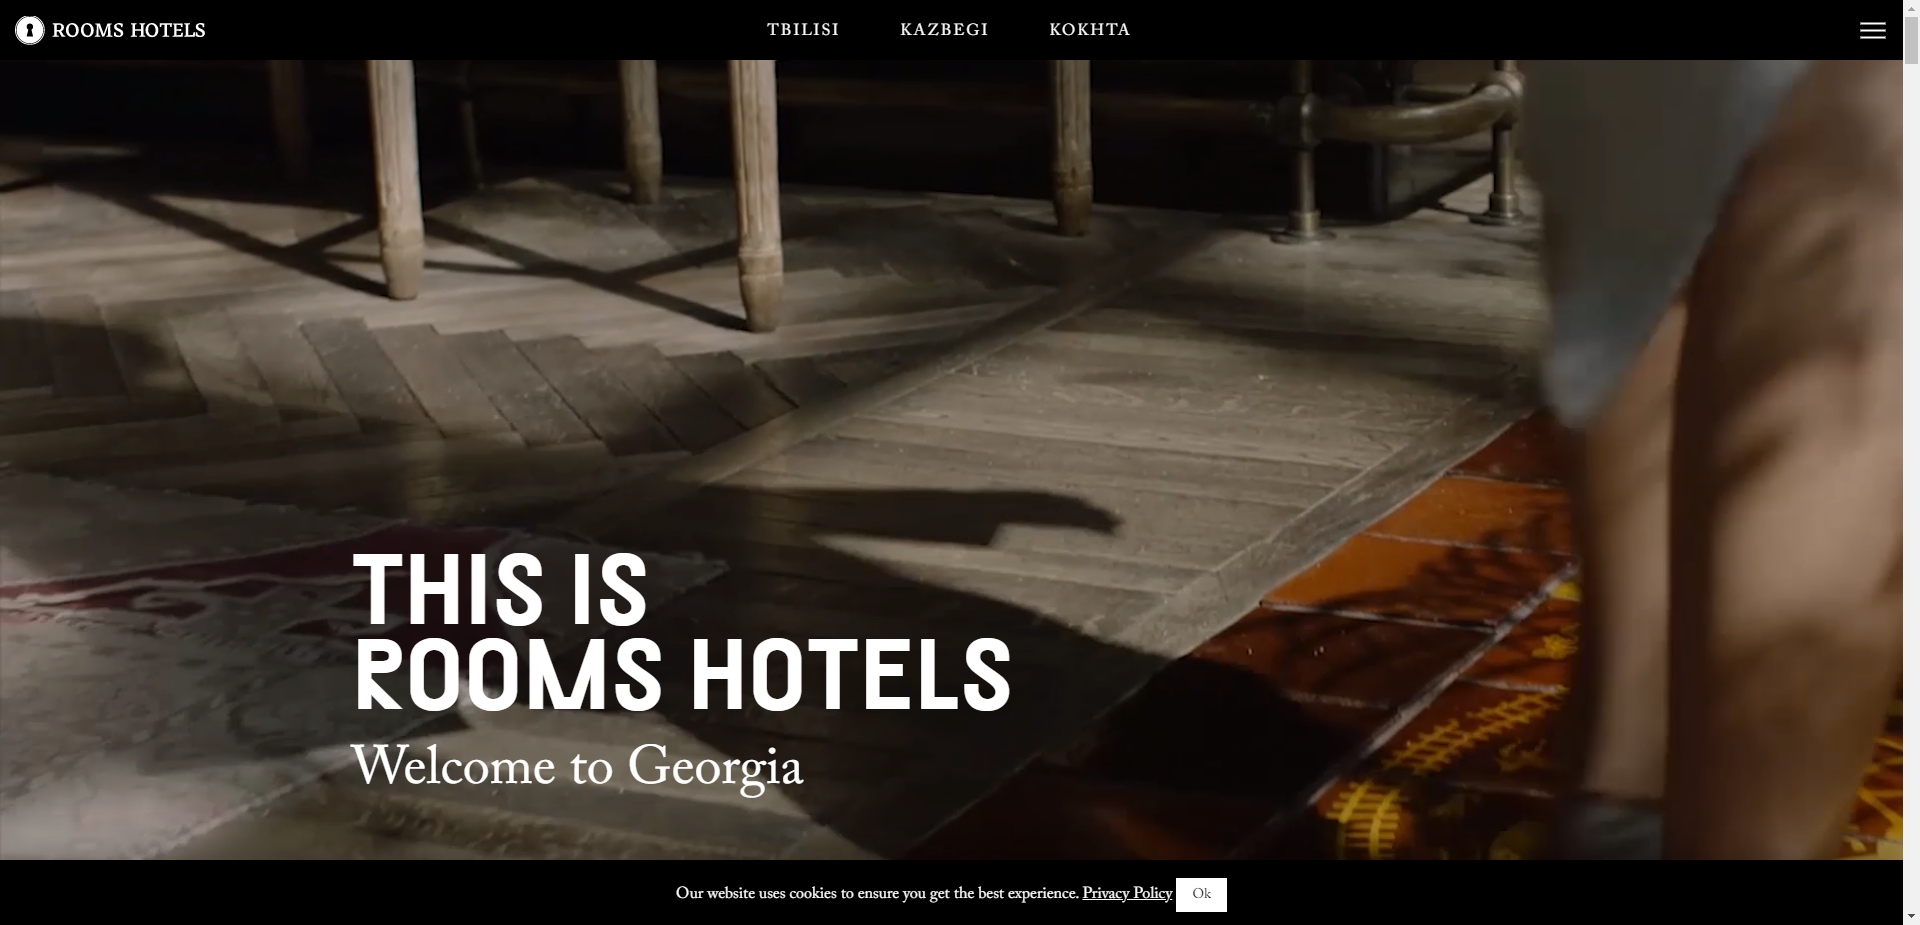 ROOMS HOTELS
TBILISI
KAZBEGI
KOKHTA
THIS IS
ROOMS HOTELS
Welcome to Georgia
Our website uses cookies to ensure you get the best experience. Privacy Policy Ok